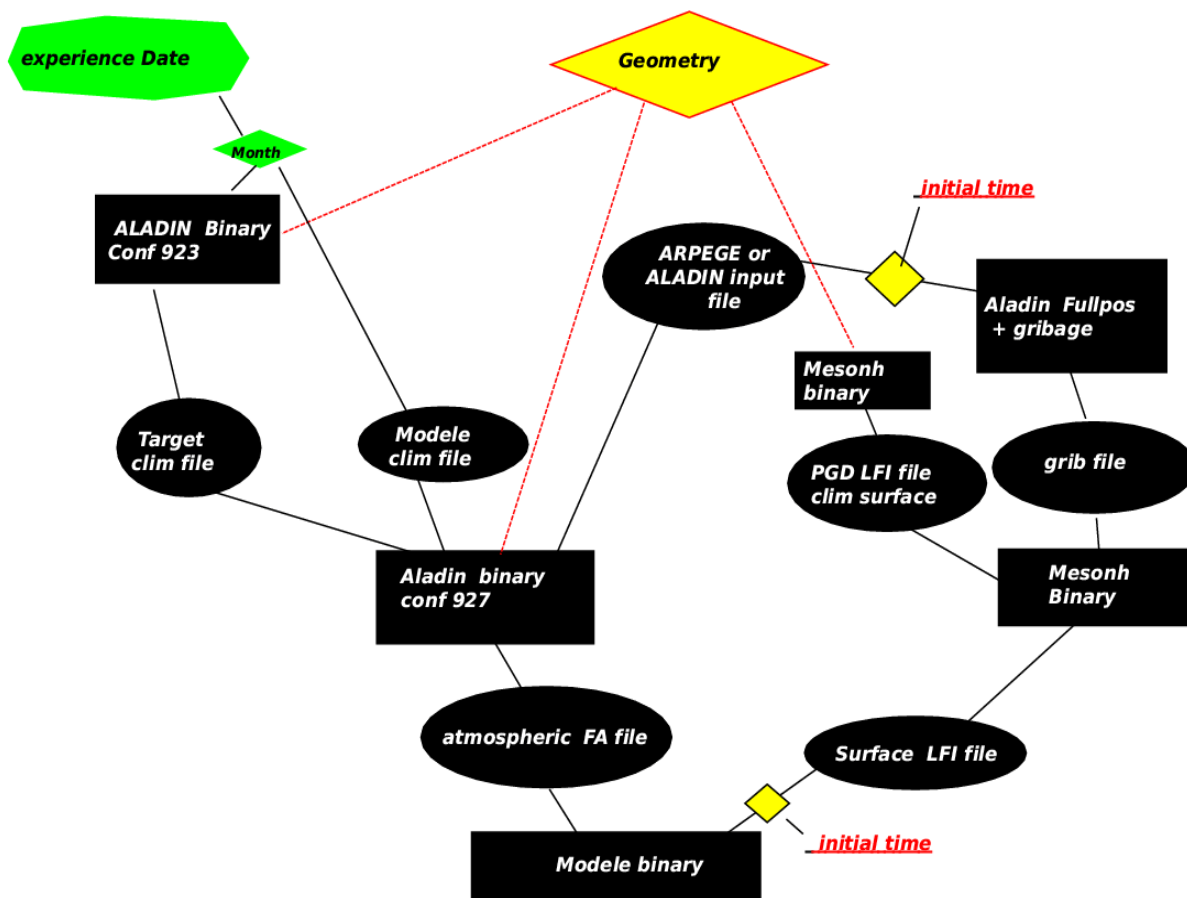 experience Date
Geometry
Month
initial time
ALADIN Binary
Conf 923
ARPEGE or
ALADIN input
file
Aladin Fullpos
+ gribage
Mesonh
binary
Target
clim file
Modele
clim file
PGD LFI file
clim surface
grib file
Aladin binary
conf 927
Mesonh
Binary
atmospheric FA file
Surface LFI file
initial time
Modele binary